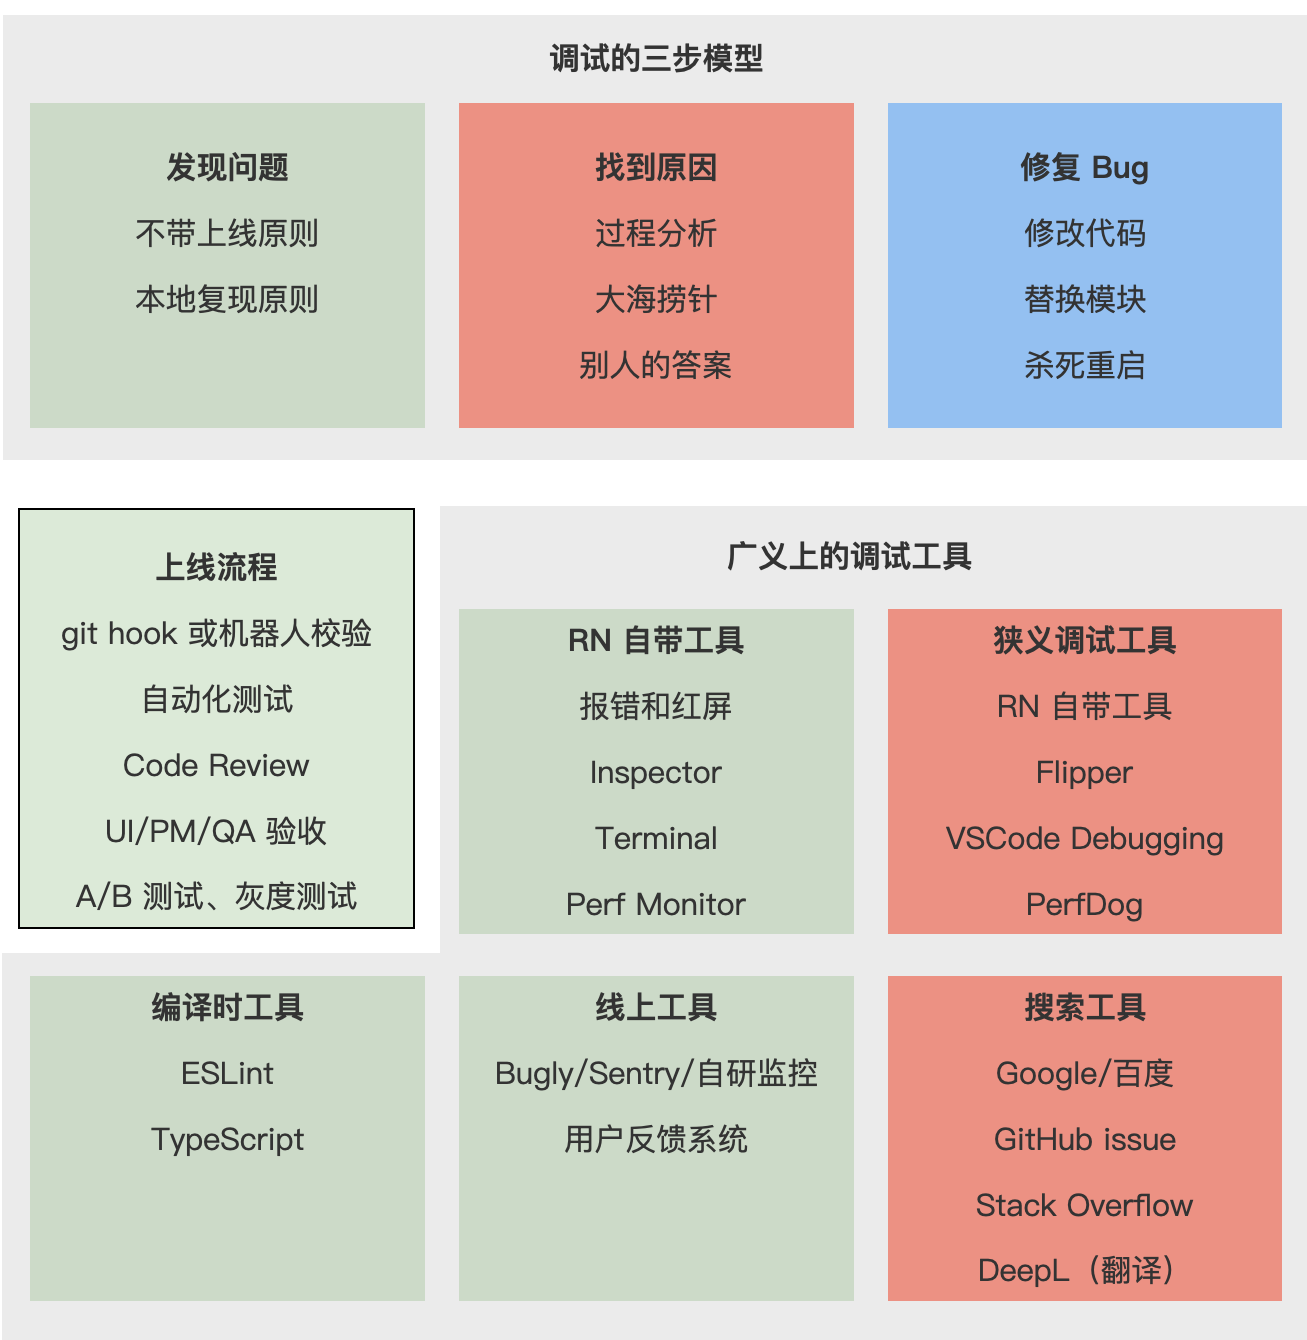 调试的三步模型
发现问题
不带上线原则
本地复现原则
找到原因
过程分析
大海捞针
别人的答案
修复 Bug
修改代码
替换模块
杀死重启
上线流程
git hook 或机器人校验
自动化测试
Code Review
UI/PM/QA 验收
A/B 测试、灰度测试
广义上的调试工具
RN 自带工具
报错和红屏
Inspector
Terminal
Perf Monitor
狭义调试工具
RN 自带工具
Flipper
VSCode Debugging
PerfDog
编译时工具
ESLint
TypeScript
线上工具
Bugly/Sentry/自研监控
用户反馈系统
搜索工具
Google/百度
GitHub issue
Stack Overflow
DeepL（翻译）